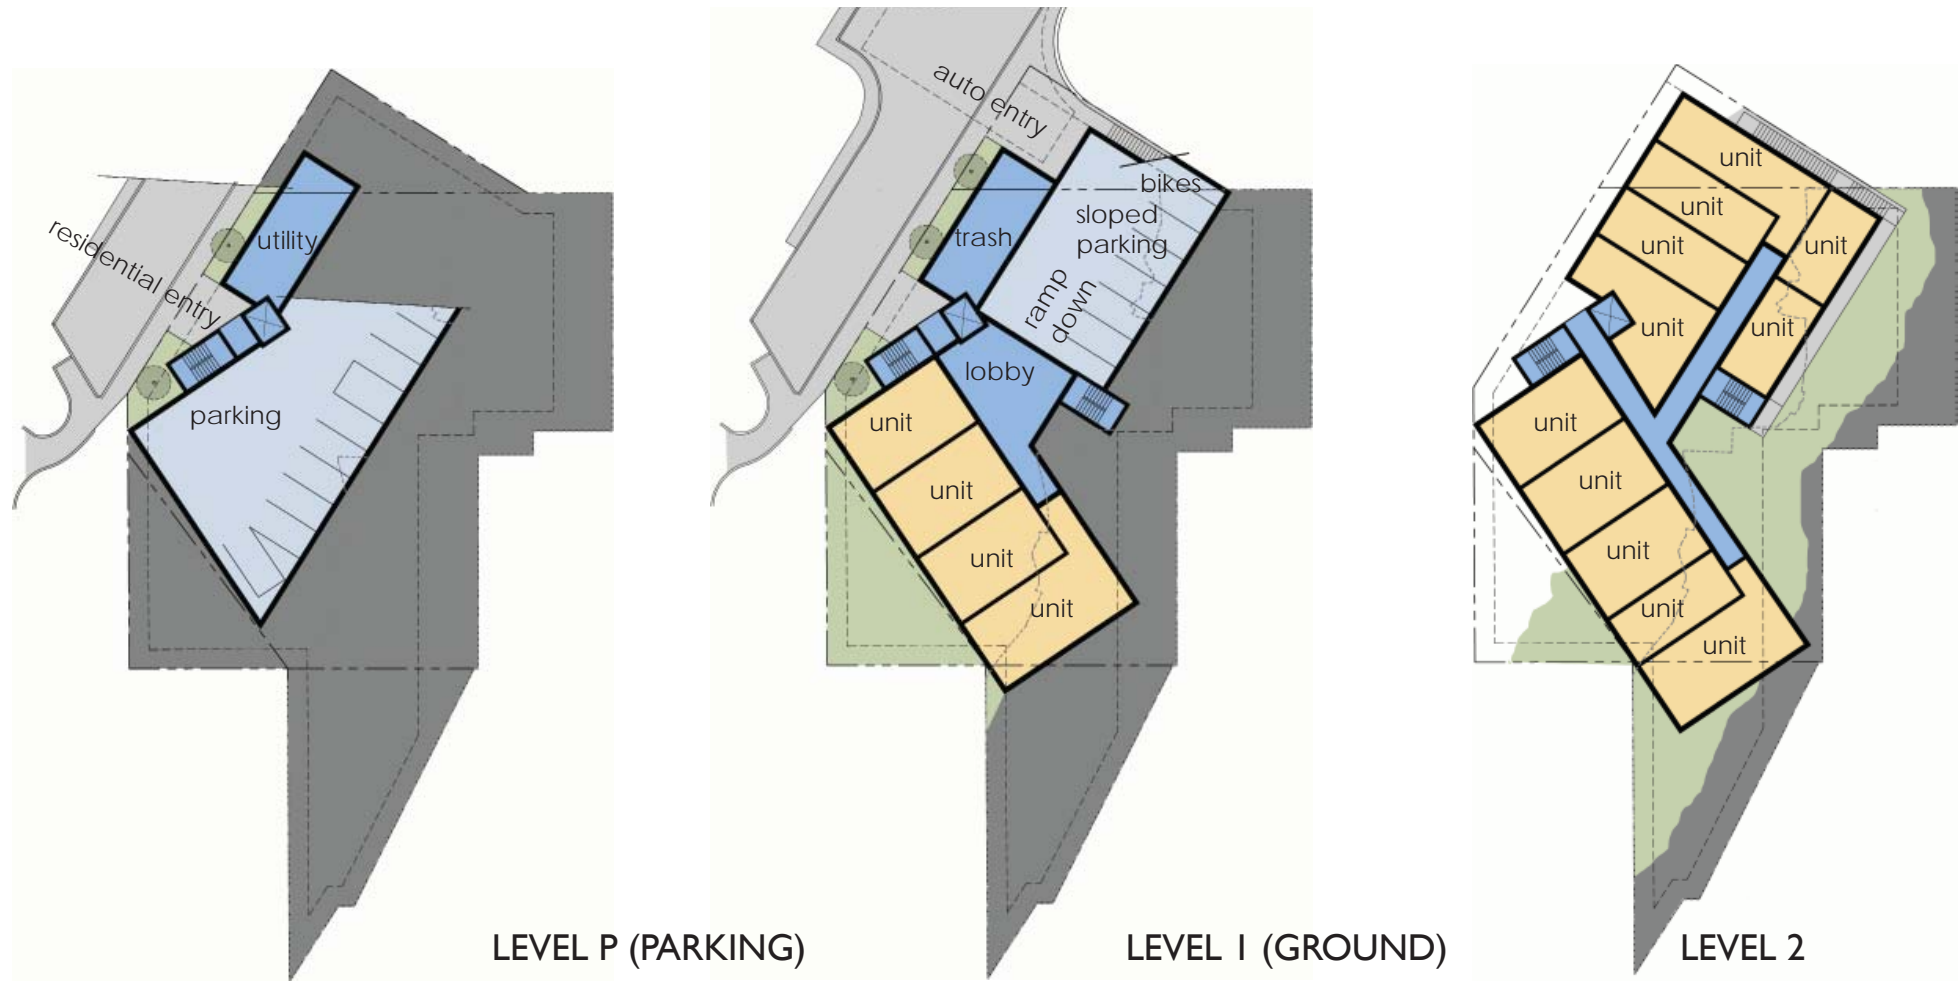 utility
residential entry
parking
LEVEL P (PARKING)
auto entry
bikes
sloped
parking
trash
ramp
down
lobby
unit
unit
unit
unit
LEVEL 1 (GROUND)
unit
unit
unit
unit
unit
unit
unit
unit
unit
unit
unit
LEVEL 2